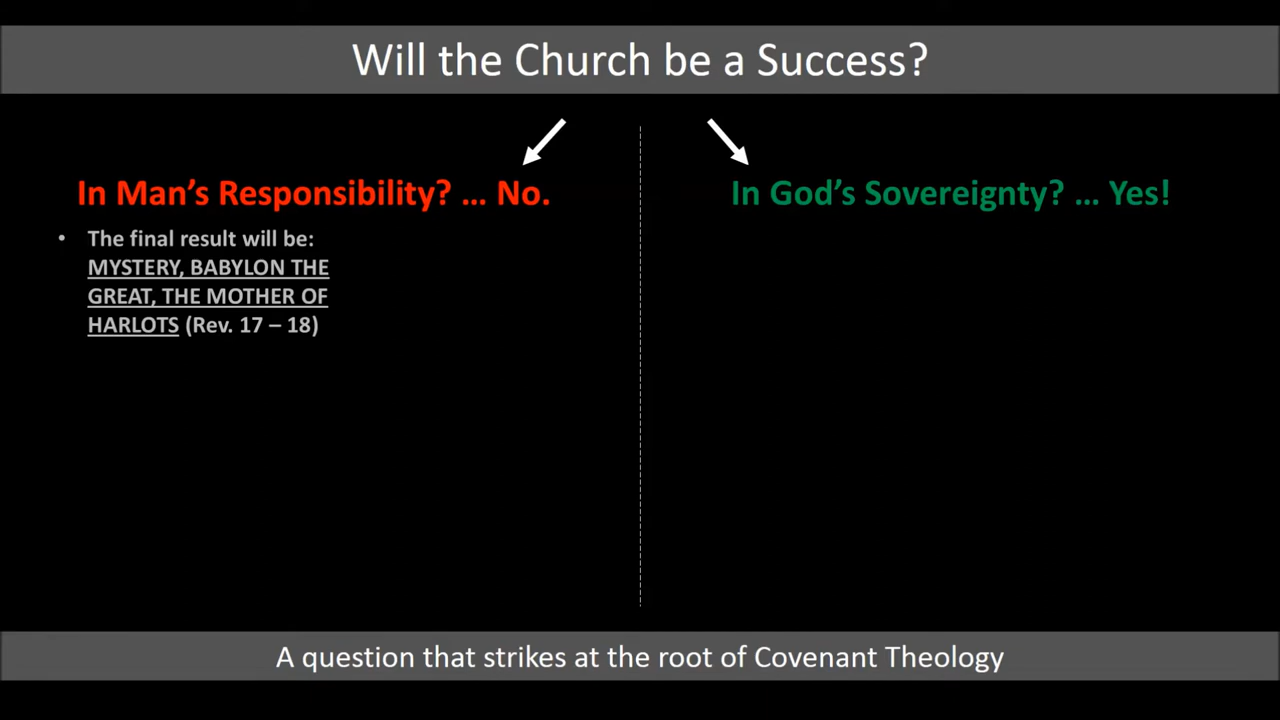 Will the Church be a Success?
In Man’s Responsibility? ... No.
• The final result will be:
MYSTERY, BABYLON THE
GREAT, THE MOTHER OF
HARLOTS (Rev. 17 – 18)
In God’s Sovereignty? ... Yes!
A question that strikes at the root of Covenant Theology